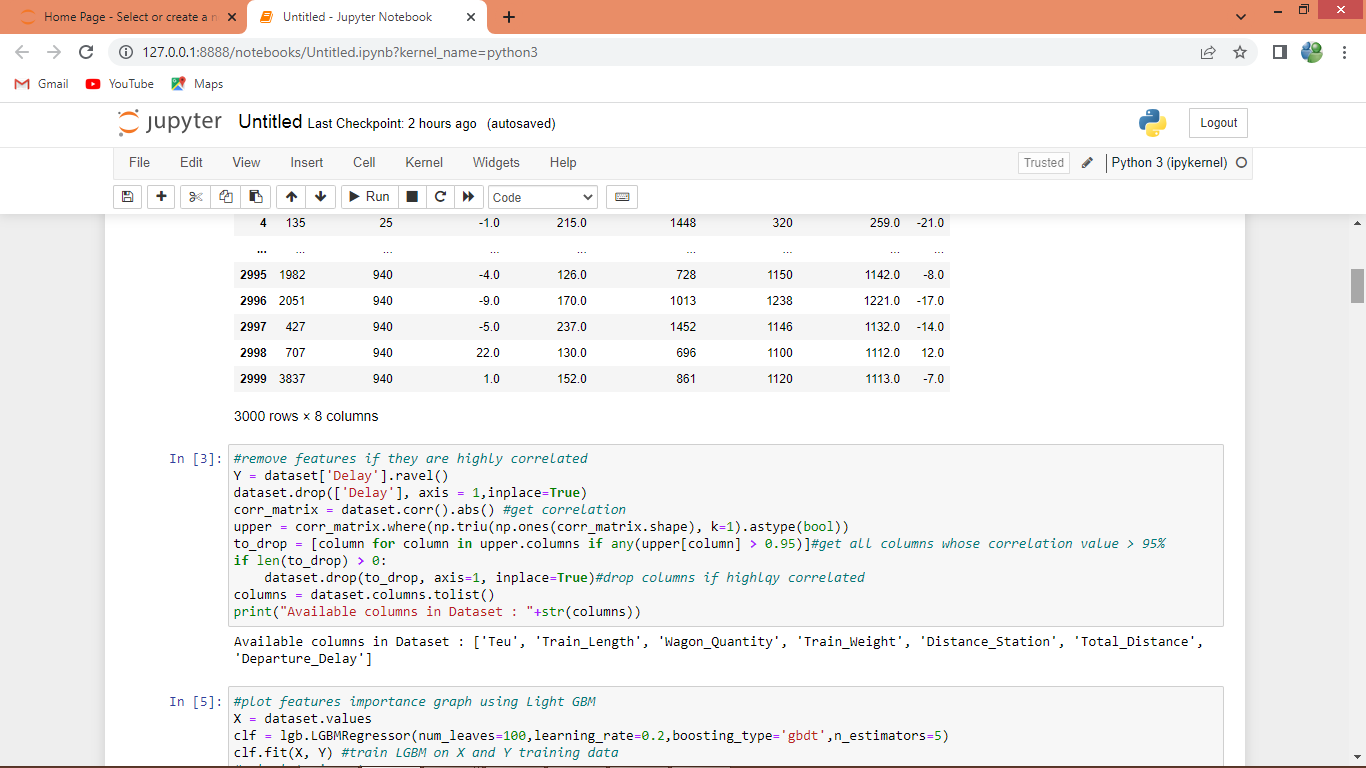 Home Page - Select or create a n
Untitled - Jupyter Notebook
127.0.0.1:8888/notebooks/Untitled.ipynb?kernel_name=python3
Gmail YouTube Maps
jupyter Untitled Last Checkpoint: 2 hours ago (autosaved)
Logout
File Edit View Insert Cell Kernel Widgets Help
Trusted Python 3 (ipykernel)
Run Code
4 135 25 -1.0 215.0 1448 320 259.0 -21.0
... ... ... ... ... ... ... ... ...
2995 1982 940 -4.0 126.0 728 1150 1142.0 -8.0
2996 2051 940 -9.0 170.0 1013 1238 1221.0 -17.0
2997 427 940 -5.0 237.0 1452 1146 1132.0 -14.0
2998 707 940 22.0 130.0 696 1100 1112.0 12.0
2999 3837 940 1.0 152.0 861 1120 1113.0 -7.0
3000 rows × 8 columns
In [3]: #remove features if they are highly correlated
Y = dataset['Delay'].ravel()
dataset.drop(['Delay'], axis = 1,inplace=True)
corr_matrix = dataset.corr().abs() #get correlation
upper = corr_matrix.where(np.triu(np.ones(corr_matrix.shape), k=1).astype(bool))
to_drop = [column for column in upper.columns if any(upper[column] > 0.95)]#get all columns whose correlation value > 95%
if len(to_drop) > 0:
    dataset.drop(to_drop, axis=1, inplace=True)#drop columns if highlqy correlated
columns = dataset.columns.tolist()
print("Available columns in Dataset : "+str(columns))
Available columns in Dataset : ['Teu', 'Train_Length', 'Wagon_Quantity', 'Train_Weight', 'Distance_Station', 'Total_Distance',
'Departure_Delay']
In [5]: #plot features importance graph using Light GBM
X = dataset.values
clf = lgb.LGBMRegressor(num_leaves=100,learning_rate=0.2,boosting_type='gbdt',n_estimators=5)
clf.fit(X, Y) #train LGBM on X and Y training data